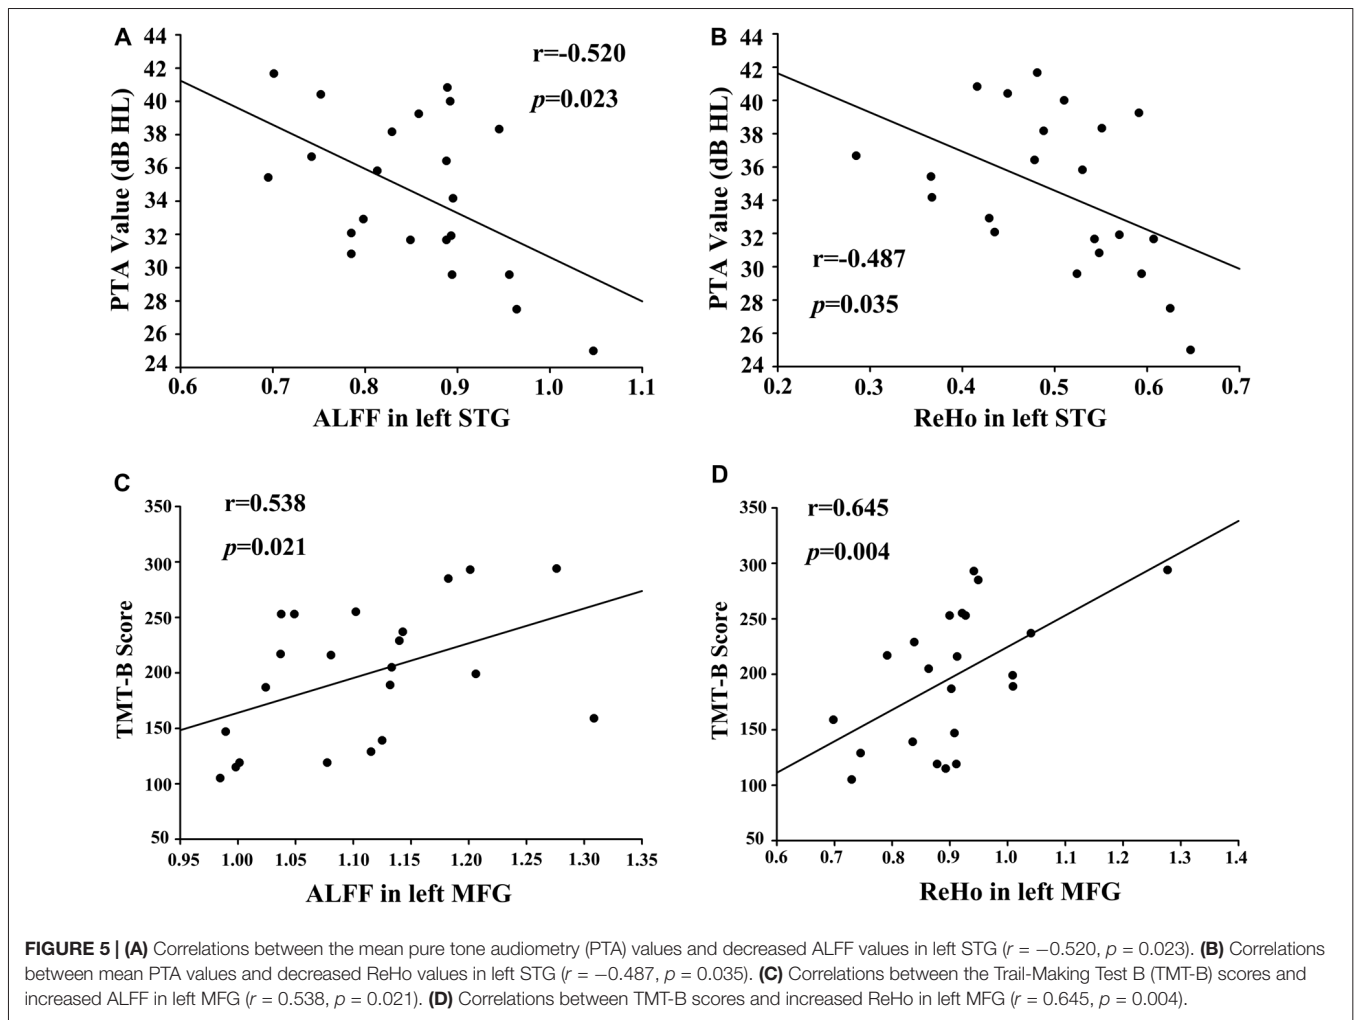 A
r=-0.520
p=0.023
PTA Value (dB HL)
44
42
40
38
36
34
32
30
28
26
24
0.6 0.7 0.8 0.9 1.0 1.1
ALFF in left STG
B
r=-0.487
p=0.035
PTA Value (dB HL)
44
42
40
38
36
34
32
30
28
26
24
0.2 0.3 0.4 0.5 0.6 0.7
ReHo in left STG
C
r=0.538
p=0.021
TMT-B Score
350
300
250
200
150
100
50
0.95 1.00 1.05 1.10 1.15 1.20 1.25 1.30 1.35
ALFF in left MFG
D
r=0.645
p=0.004
TMT-B Score
350
300
250
200
150
100
50
0.6 0.7 0.8 0.9 1.0 1.1 1.2 1.3 1.4
ReHo in left MFG
FIGURE 5 | (A) Correlations between the mean pure tone audiometry (PTA) values and decreased ALFF values in left STG (r = −0.520, p = 0.023). (B) Correlations
between mean PTA values and decreased ReHo values in left STG (r = −0.487, p = 0.035). (C) Correlations between the Trail-Making Test B (TMT-B) scores and
increased ALFF in left MFG (r = 0.538, p = 0.021). (D) Correlations between TMT-B scores and increased ReHo in left MFG (r = 0.645, p = 0.004).